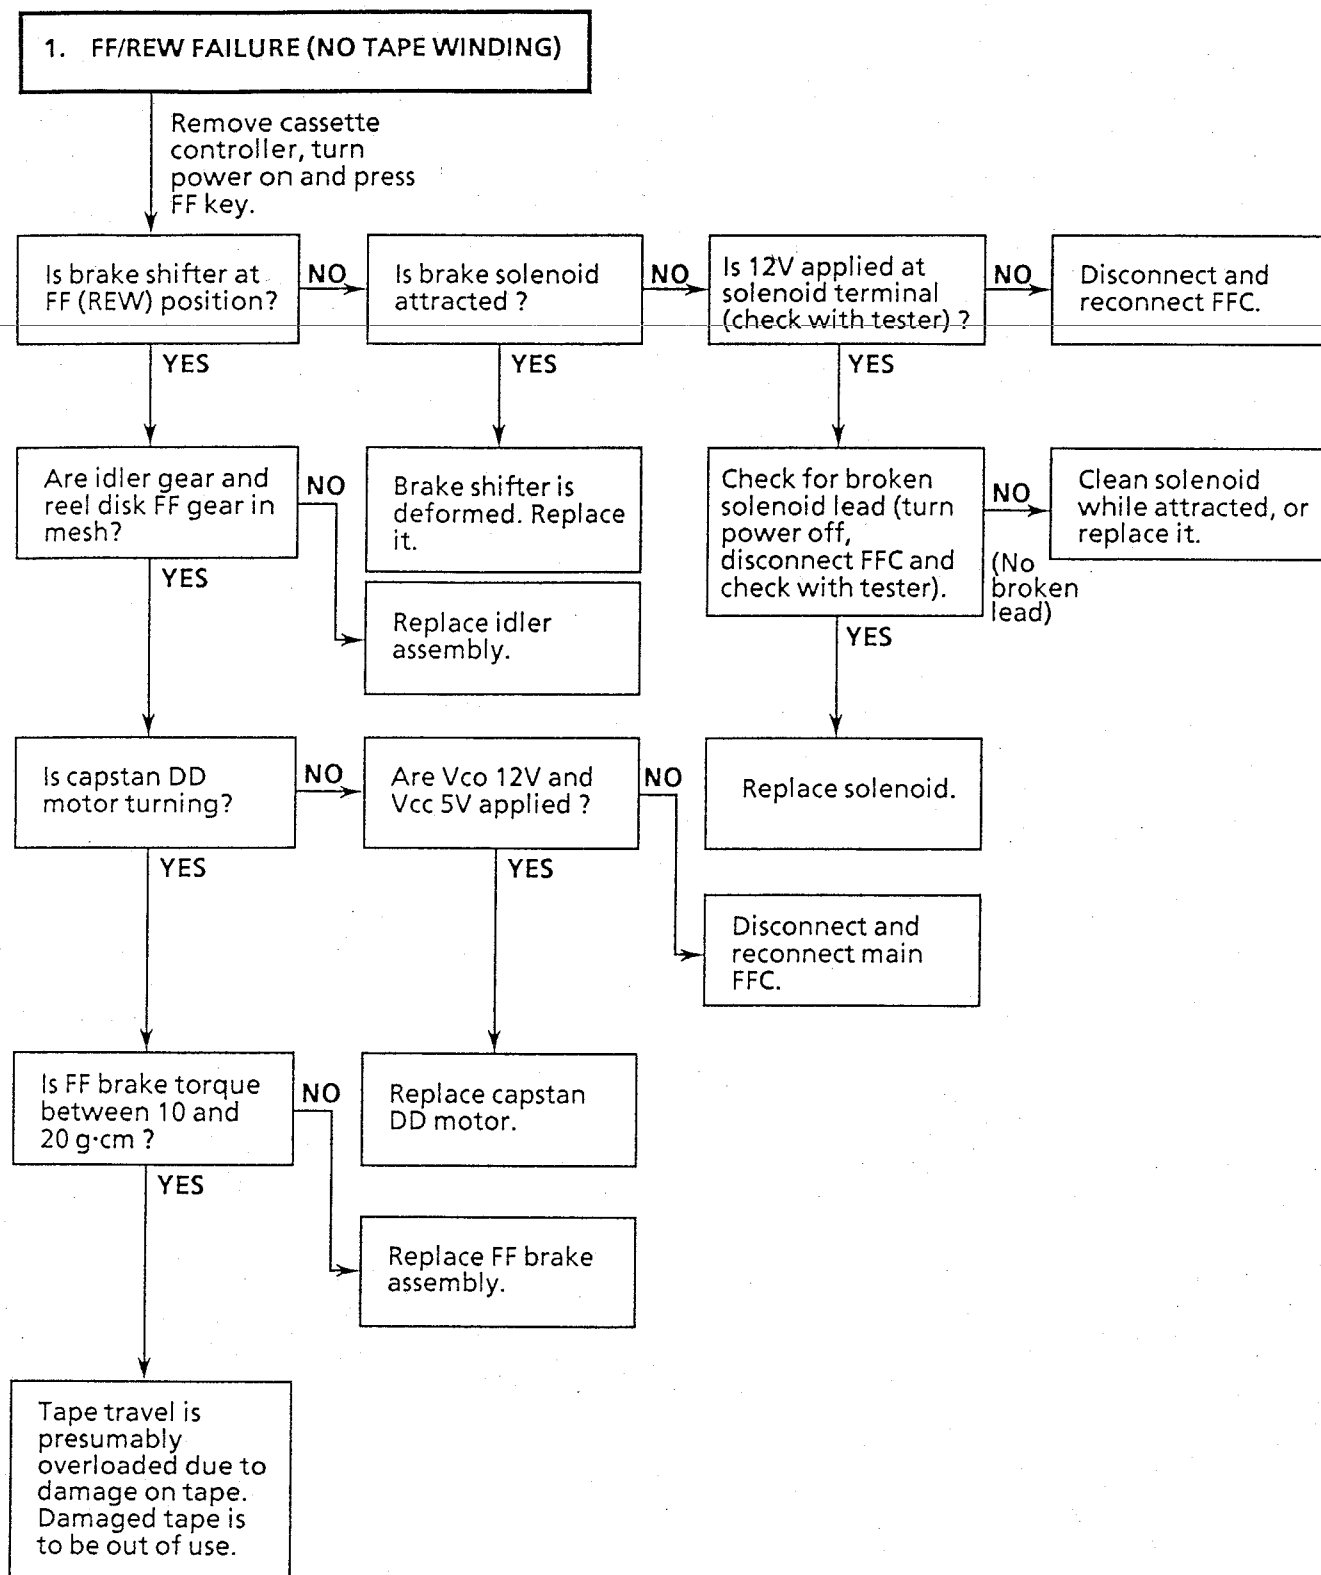 1. FF/REW FAILURE (NO TAPE WINDING)
Remove cassette
controller, turn
power on and press
FF key.
Is brake shifter at
FF (REW) position?
NO
Is brake solenoid
attracted ?
NO
Is 12V applied at
solenoid terminal
(check with tester) ?
NO
Disconnect and
reconnect FFC.
YES
YES
YES
Are idler gear and
reel disk FF gear in
mesh?
NO
Brake shifter is
deformed. Replace
it.
Check for broken
solenoid lead (turn
power off,
disconnect FFC and
check with tester).
NO
(No
broken
lead)
Clean solenoid
while attracted, or
replace it.
YES
Replace idler
assembly.
YES
Is capstan DD
motor turning?
NO
Are Vco 12V and
Vcc 5V applied ?
NO
Replace solenoid.
YES
YES
Disconnect and
reconnect main
FFC.
Is FF brake torque
between 10 and
20 g·cm ?
NO
Replace capstan
DD motor.
YES
Replace FF brake
assembly.
Tape travel is
presumably
overloaded due to
damage on tape.
Damaged tape is
to be out of use.